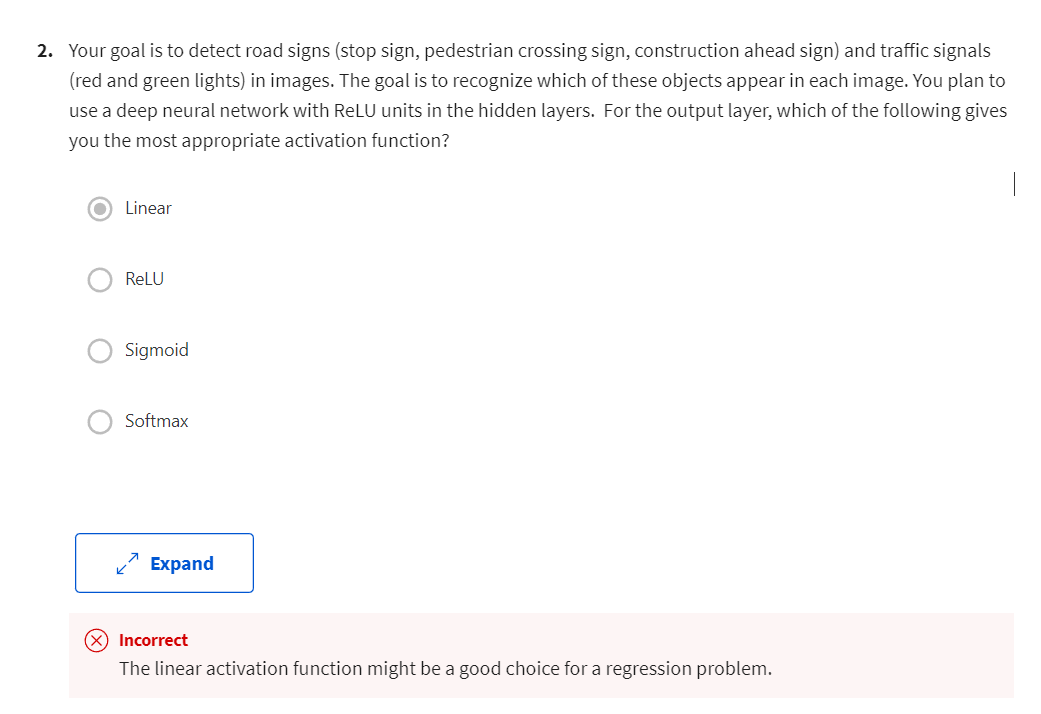 2. Your goal is to detect road signs (stop sign, pedestrian crossing sign, construction ahead sign) and traffic signals
(red and green lights) in images. The goal is to recognize which of these objects appear in each image. You plan to
use a deep neural network with ReLU units in the hidden layers. For the output layer, which of the following gives
you the most appropriate activation function?
Linear
ReLU
Sigmoid
Softmax
Expand
Incorrect
The linear activation function might be a good choice for a regression problem.